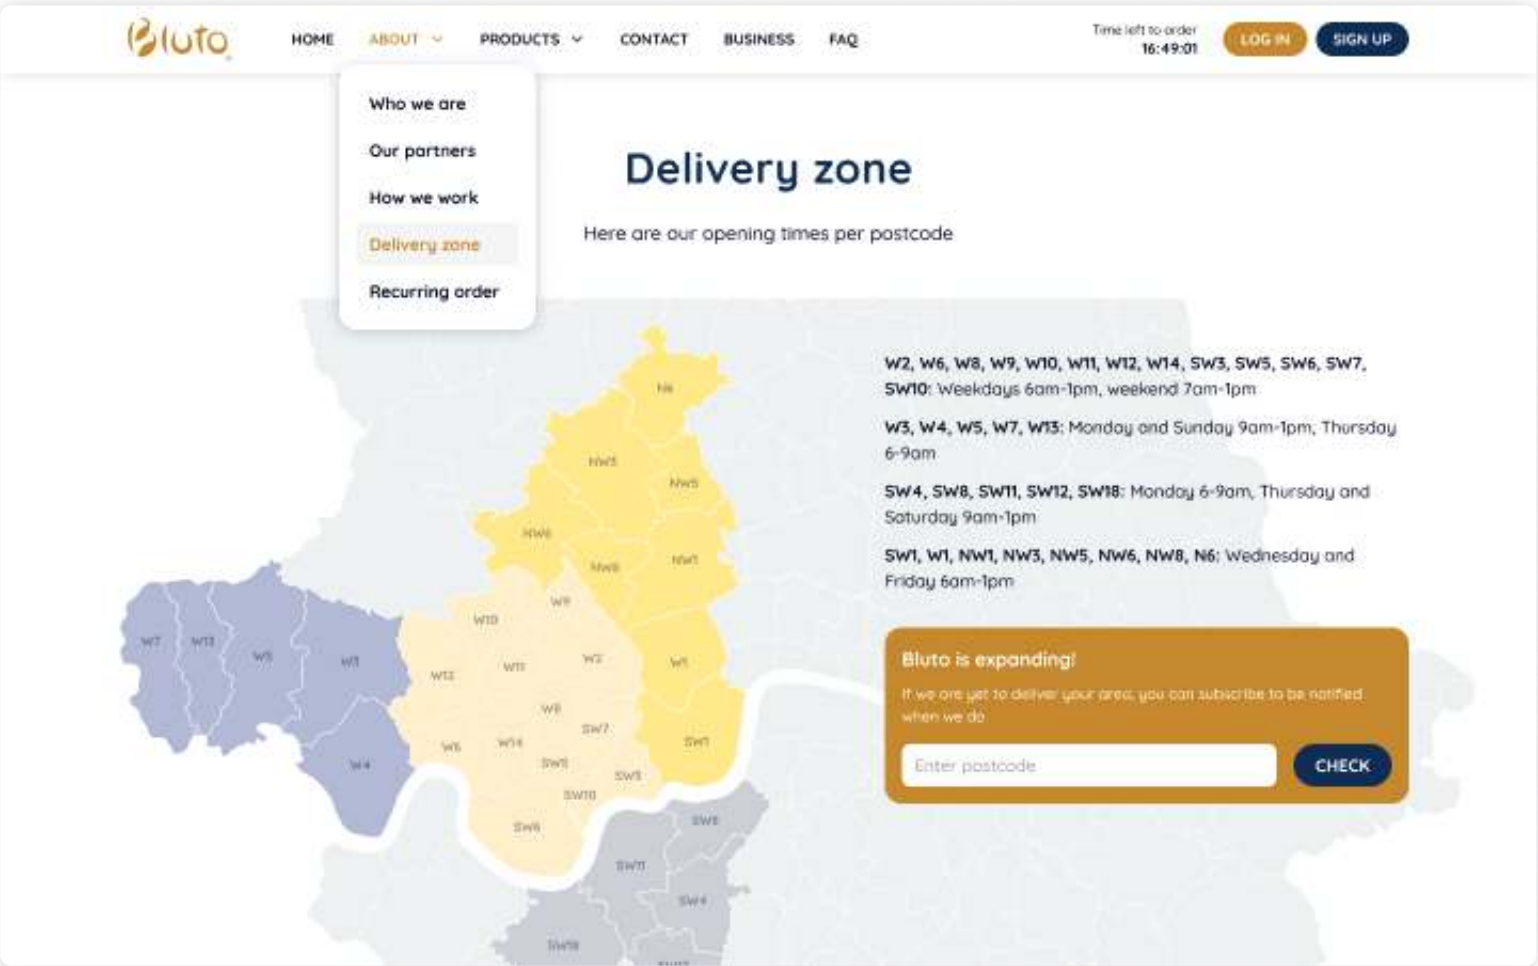 Bluto
HOME ABOUT PRODUCTS CONTACT BUSINESS FAQ
Time left to order
16:49:01
LOG IN SIGN UP
Who we are
Our partners
How we work
Delivery zone
Recurring order
Delivery zone
Here are our opening times per postcode
W2, W6, W8, W9, W10, W11, W12, W14, SW3, SW5, SW6, SW7,
SW10: Weekdays 6am-1pm, weekend 7am-1pm
W3, W4, W5, W7, W13: Monday and Sunday 9am-1pm, Thursday
6-9am
SW4, SW8, SW11, SW12, SW18: Monday 6-9am, Thursday and
Saturday 9am-1pm
SW1, W1, NW1, NW3, NW5, NW6, NW8, N6: Wednesday and
Friday 6am-1pm
Bluto is expanding!
If we are yet to deliver your area, you can subscribe to be notified
when we do
Enter postcode
CHECK
N6
NW3
NW5
NW6
NW8
NW1
W9
W10
W7
W13
W5
W3
W12
W11
W2
W1
W8
SW7
W6
W14
SW1
W4
SW5
SW3
SW10
SW6
SW8
SW11
SW4
SW18
SW12